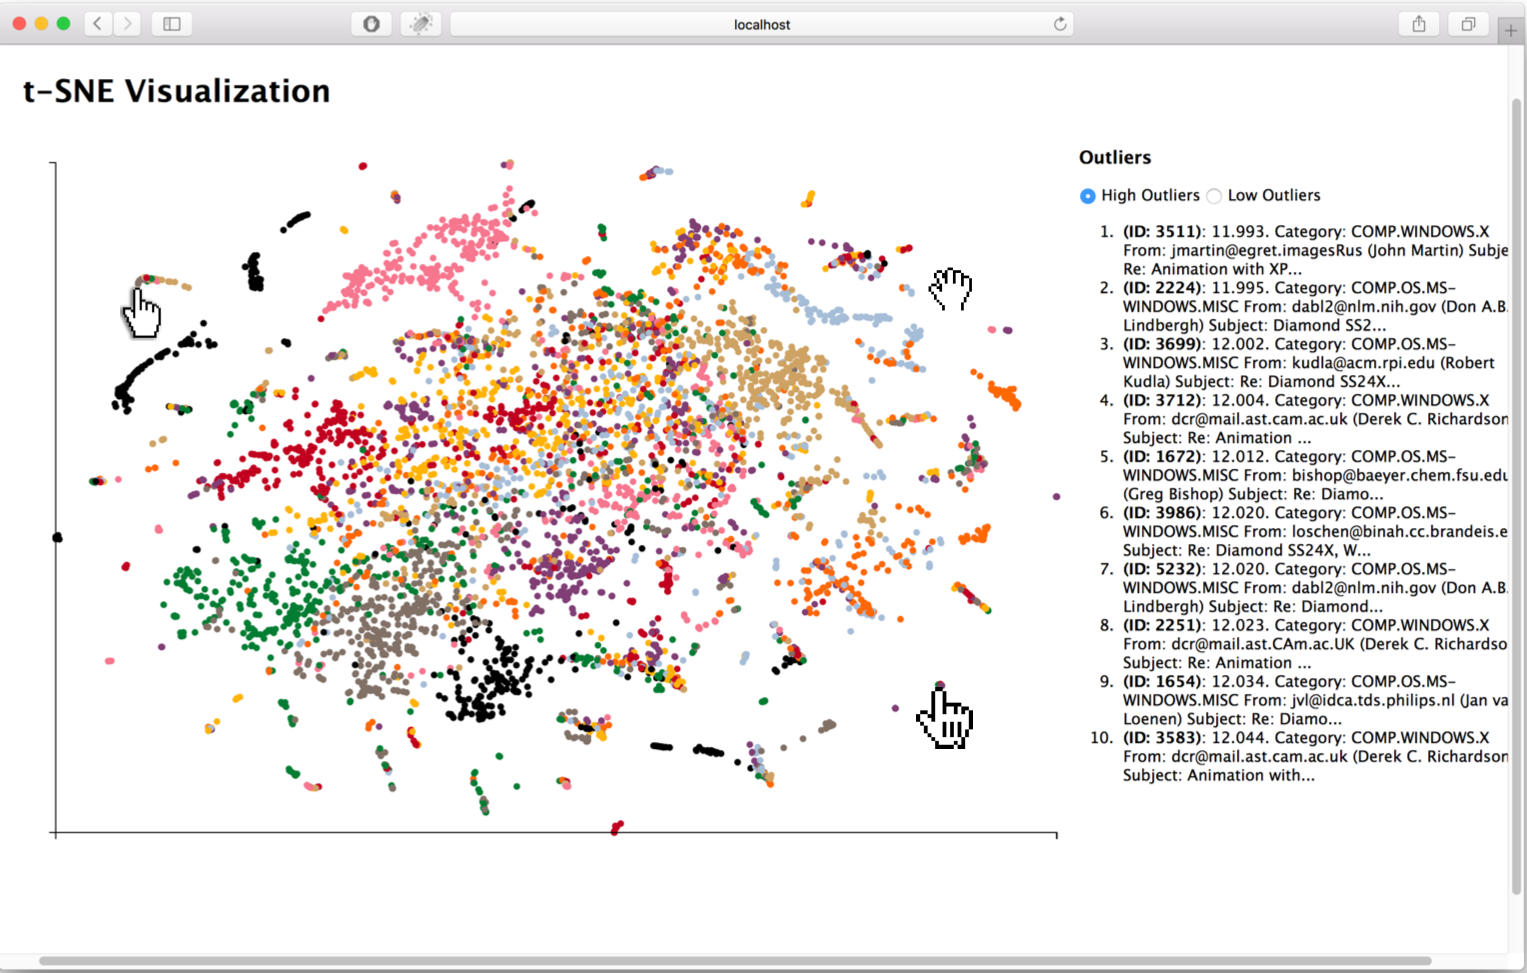 localhost
t-SNE Visualization
Outliers
High Outliers Low Outliers
1. (ID: 3511): 11.993. Category: COMP.WINDOWS.X
From: jmartin@egret.imagesRus (John Martin) Subje
Re: Animation with XP...
2. (ID: 2224): 11.995. Category: COMP.OS.MS-
WINDOWS.MISC From: dabl2@nlm.nih.gov (Don A.B.
Lindbergh) Subject: Diamond SS2...
3. (ID: 3699): 12.002. Category: COMP.OS.MS-
WINDOWS.MISC From: kudla@acm.rpi.edu (Robert
Kudla) Subject: Re: Diamond SS24X...
4. (ID: 3712): 12.004. Category: COMP.WINDOWS.X
From: dcr@mail.ast.cam.ac.uk (Derek C. Richardson
Subject: Re: Animation ...
5. (ID: 1672): 12.012. Category: COMP.OS.MS-
WINDOWS.MISC From: bishop@baeyer.chem.fsu.edu
(Greg Bishop) Subject: Re: Diamo...
6. (ID: 3986): 12.020. Category: COMP.OS.MS-
WINDOWS.MISC From: loschen@binah.cc.brandeis.e
Subject: Re: Diamond SS24X, W...
7. (ID: 5232): 12.020. Category: COMP.OS.MS-
WINDOWS.MISC From: dabl2@nlm.nih.gov (Don A.B.
Lindbergh) Subject: Re: Diamond...
8. (ID: 2251): 12.023. Category: COMP.WINDOWS.X
From: dcr@mail.ast.CAm.ac.UK (Derek C. Richardso
Subject: Re: Animation ...
9. (ID: 1654): 12.034. Category: COMP.OS.MS-
WINDOWS.MISC From: jvl@idca.tds.philips.nl (Jan va
Loenen) Subject: Re: Diamo...
10. (ID: 3583): 12.044. Category: COMP.WINDOWS.X
From: dcr@mail.ast.cam.ac.uk (Derek C. Richardson
Subject: Animation with...